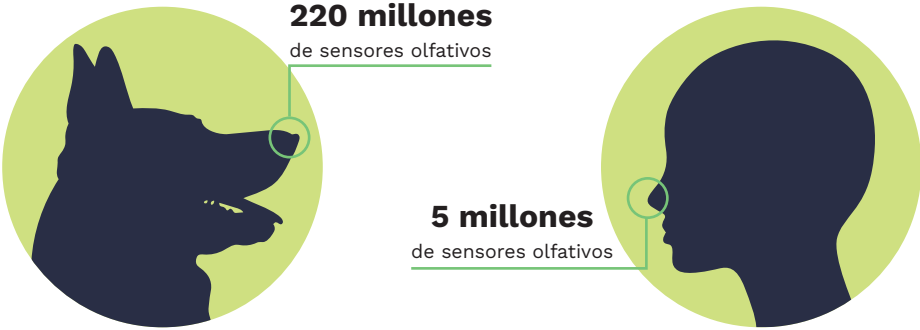 220 millones
de sensores olfativos
5 millones
de sensores olfativos